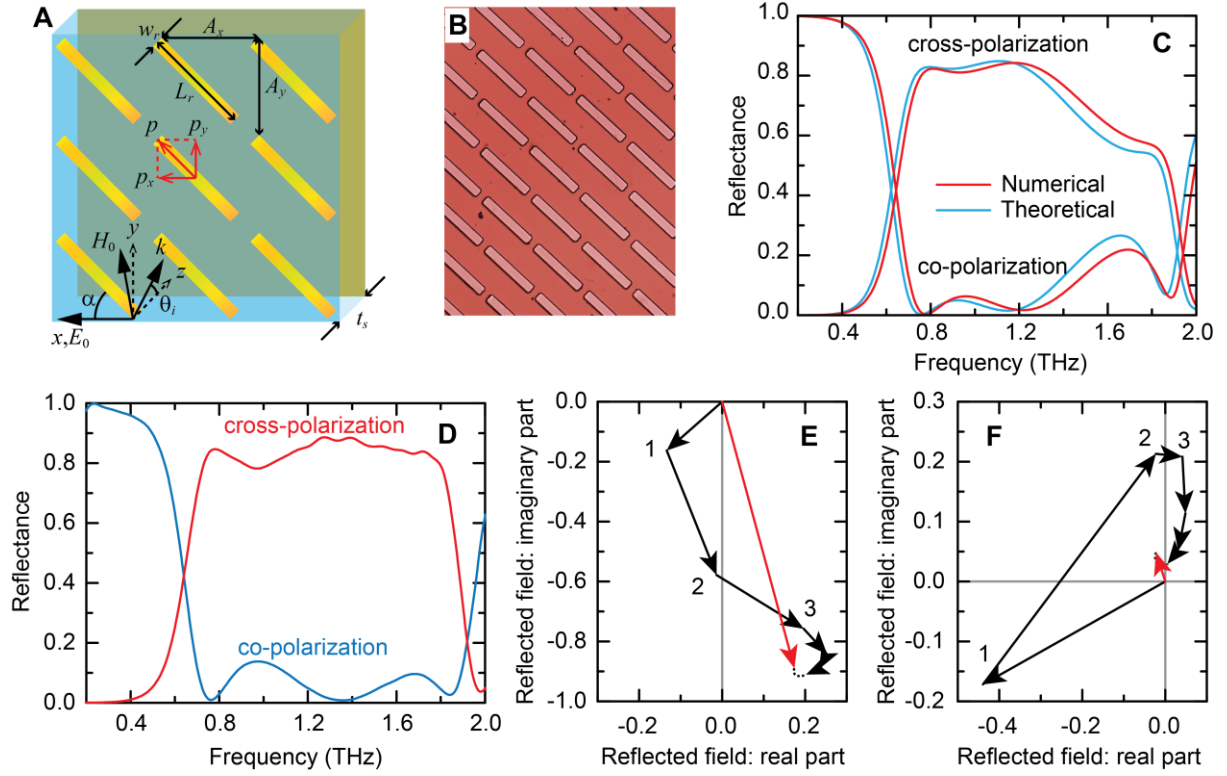 A
w_r
A_x
L_r
A_y
p
p_y
p_x
y
H_0
k
z
α
θ_i
x,E_0
t_s
B
C
cross-polarization
Numerical
Theoretical
co-polarization
Reflectance
1.0
0.8
0.6
0.4
0.2
0.0
0.4 0.8 1.2 1.6 2.0
Frequency (THz)
D
cross-polarization
co-polarization
Reflectance
1.0
0.8
0.6
0.4
0.2
0.0
0.4 0.8 1.2 1.6 2.0
Frequency (THz)
E
Reflected field: imaginary part
0.0
-0.2
-0.4
-0.6
-0.8
-1.0
1
2
3
-0.2 0.0 0.2
Reflected field: real part
F
Reflected field: imaginary part
0.3
0.2
0.1
0.0
-0.1
-0.2
2 3
1
-0.4 -0.2 0.0
Reflected field: real part